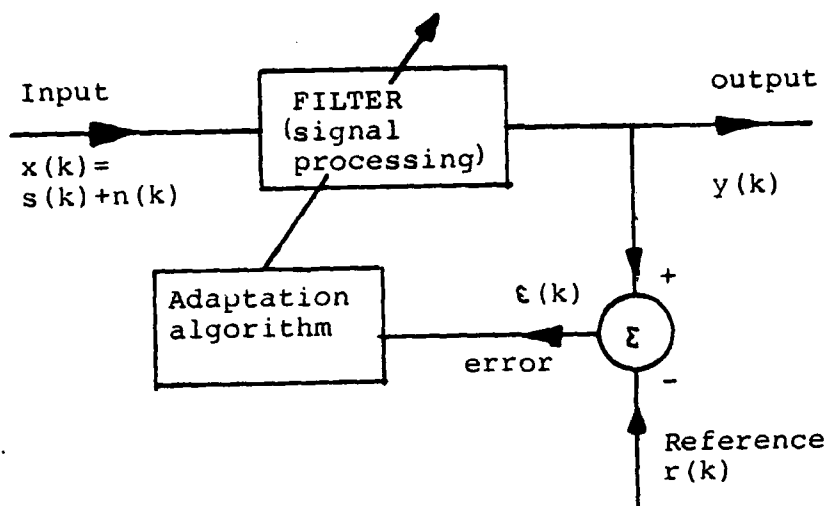 Input
x(k)=
s(k)+n(k)
FILTER
(signal
processing)
output
y(k)
Adaptation
algorithm
ε(k)
error
+
Σ
-
Reference
r(k)